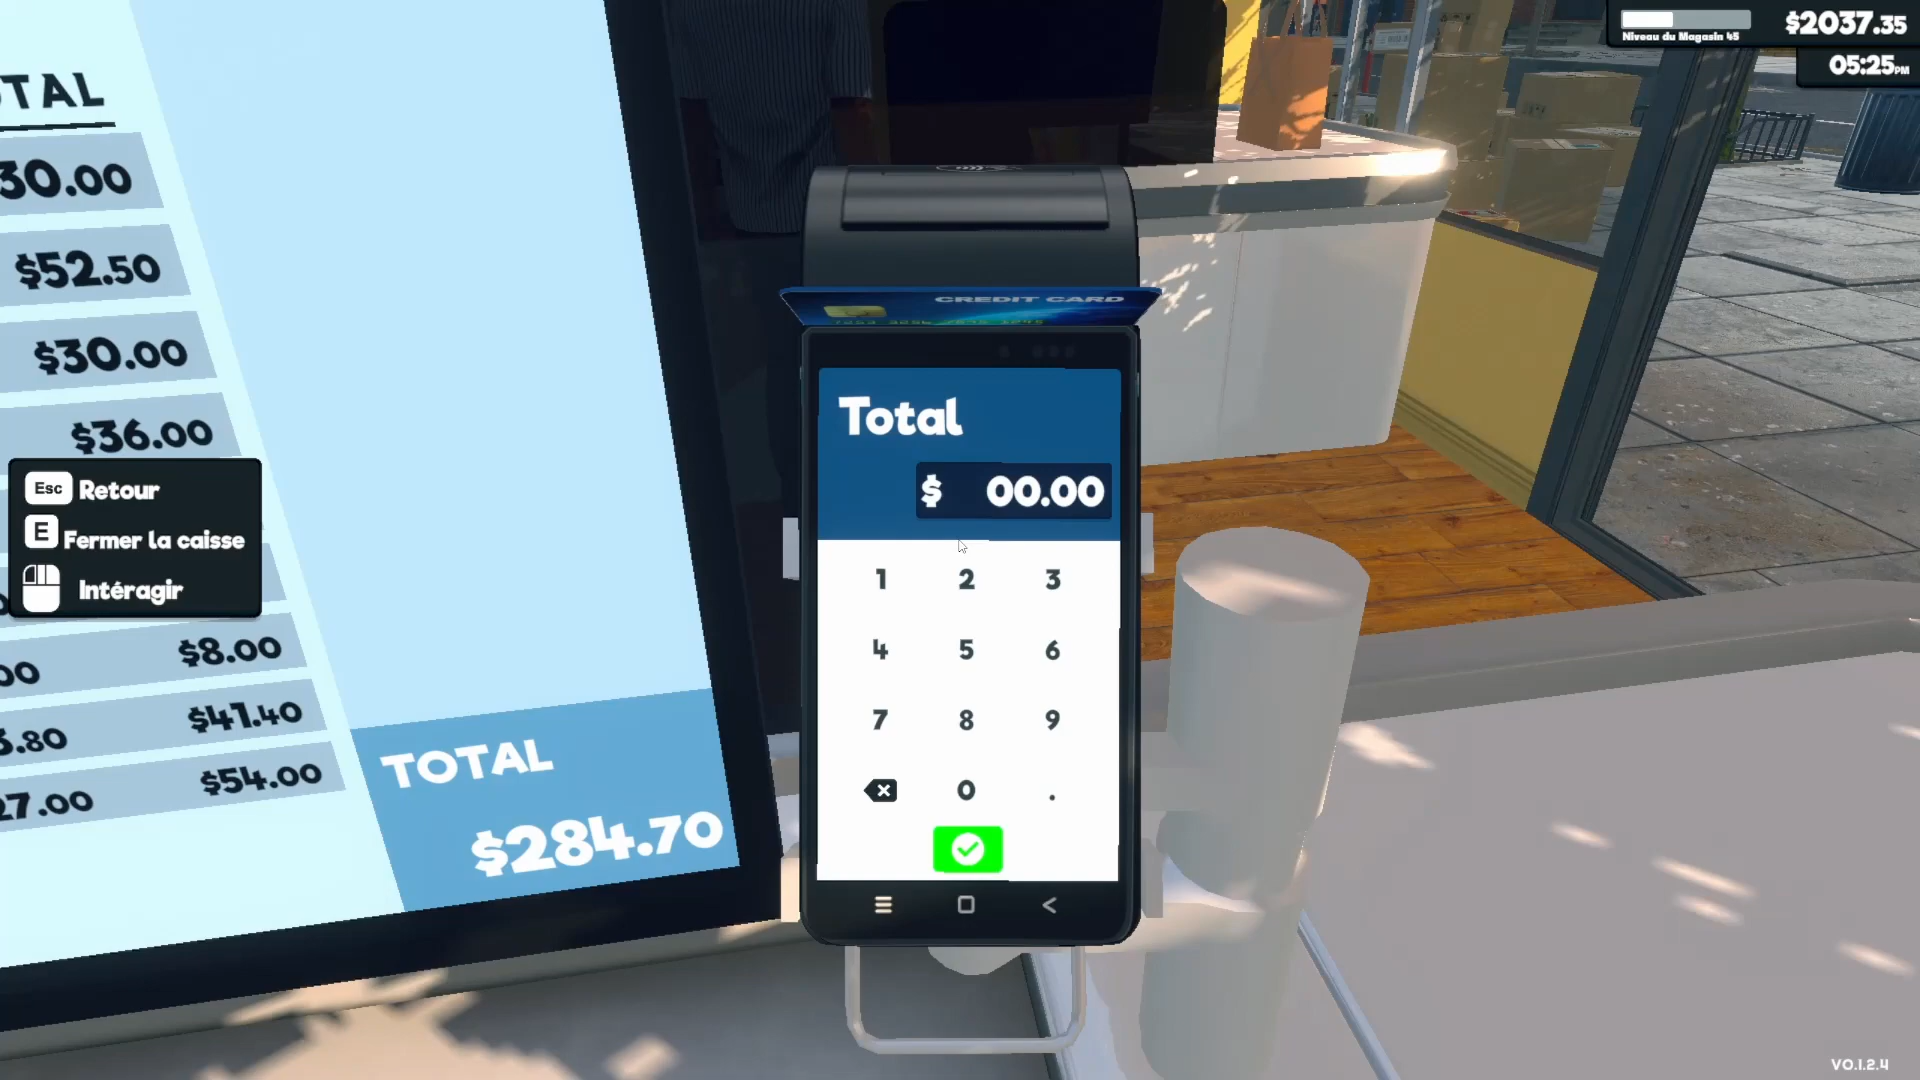 $2037.35
Niveau du Magasin 45
05:25PM
TOTAL
30.00
$52.50
$30.00
$36.00
Esc Retour
E Fermer la caisse
Intéragir
00 $8.00
3.80 $41.40
27.00 $54.00
TOTAL
$284.70
CREDIT CARD
Total
$ 00.00
1 2 3
4 5 6
7 8 9
0 .
V0.1.2.4